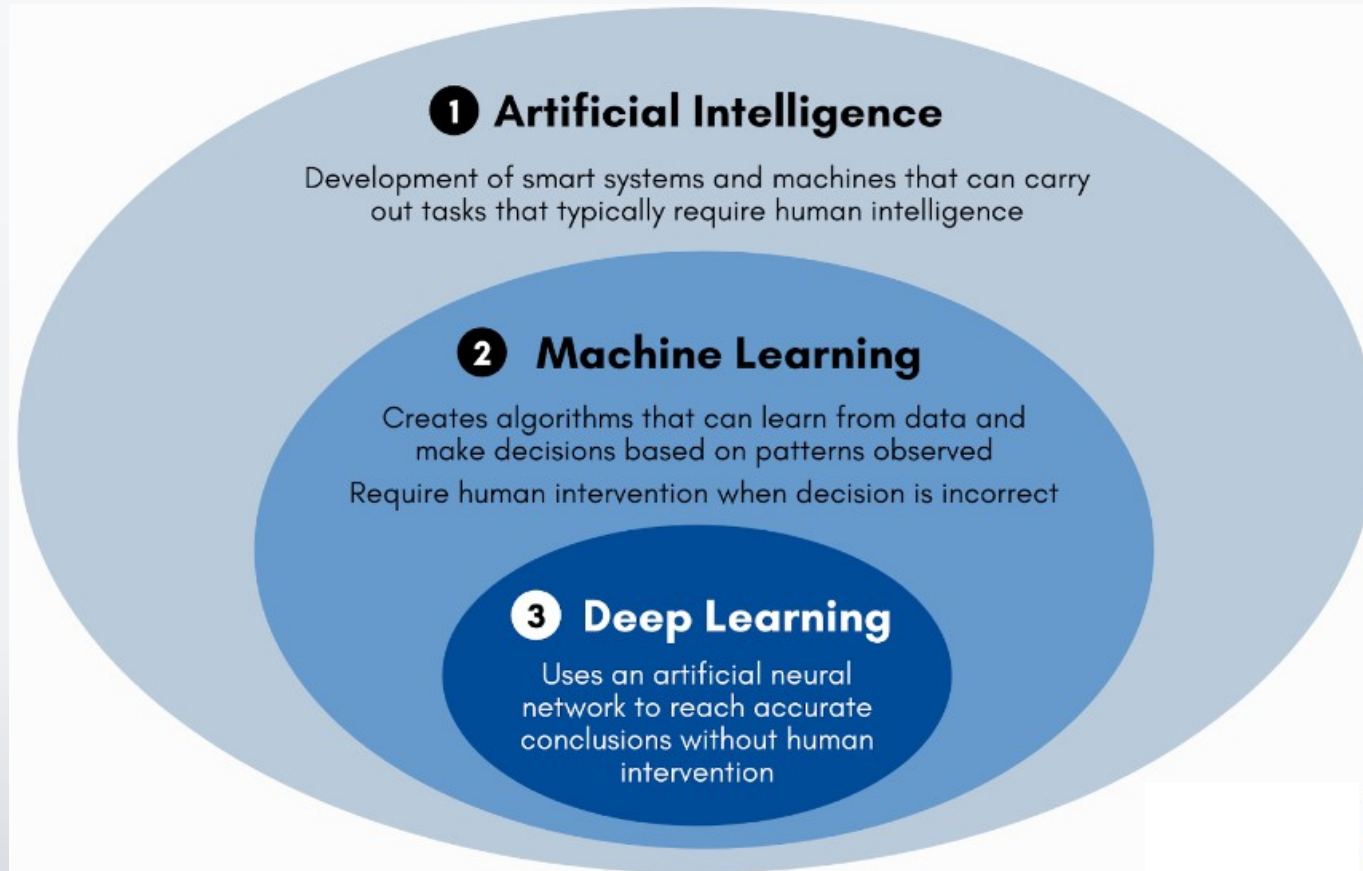 1 Artificial Intelligence
Development of smart systems and machines that can carry
out tasks that typically require human intelligence
2 Machine Learning
Creates algorithms that can learn from data and
make decisions based on patterns observed
Require human intervention when decision is incorrect
3 Deep Learning
Uses an artificial neural
network to reach accurate
conclusions without human
intervention